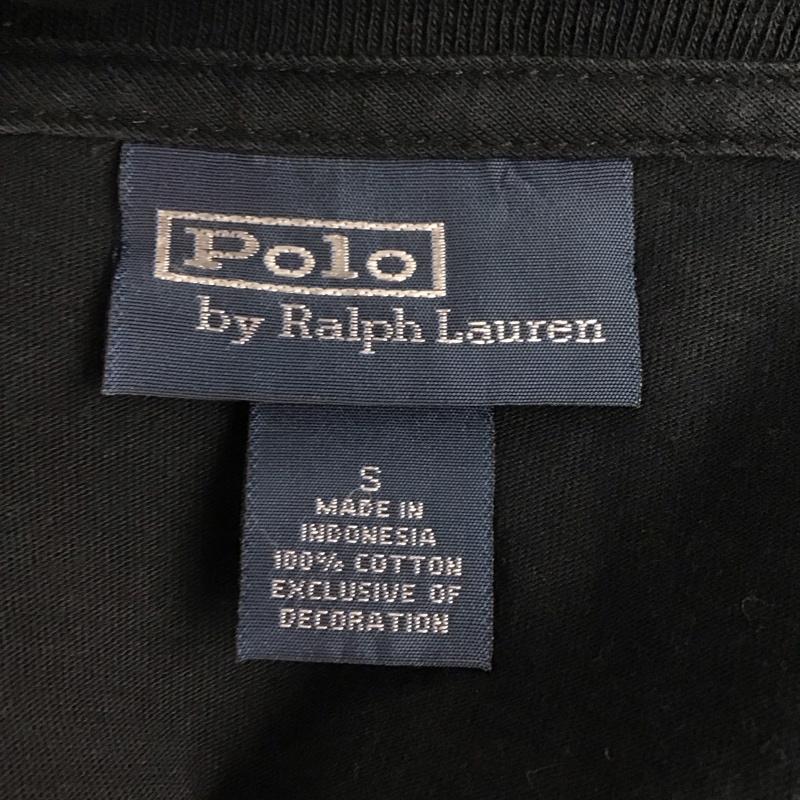 Polo
by Ralph Lauren
S
MADE IN
INDONESIA
100% COTTON
EXCLUSIVE OF
DECORATION